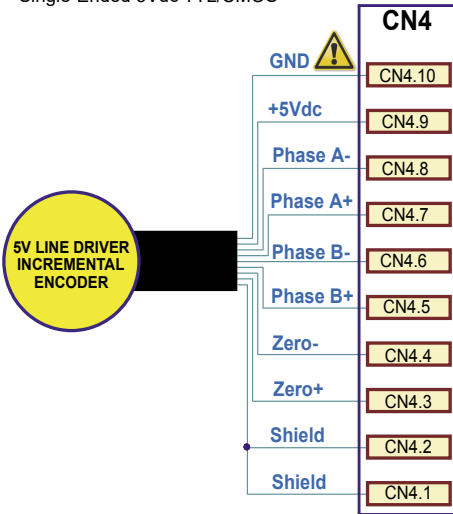 CN4
GND
CN4.10
+5Vdc
CN4.9
Phase A-
CN4.8
Phase A+
CN4.7
5V LINE DRIVER
INCREMENTAL
ENCODER
Phase B-
CN4.6
Phase B+
CN4.5
Zero-
CN4.4
Zero+
CN4.3
Shield
CN4.2
Shield
CN4.1